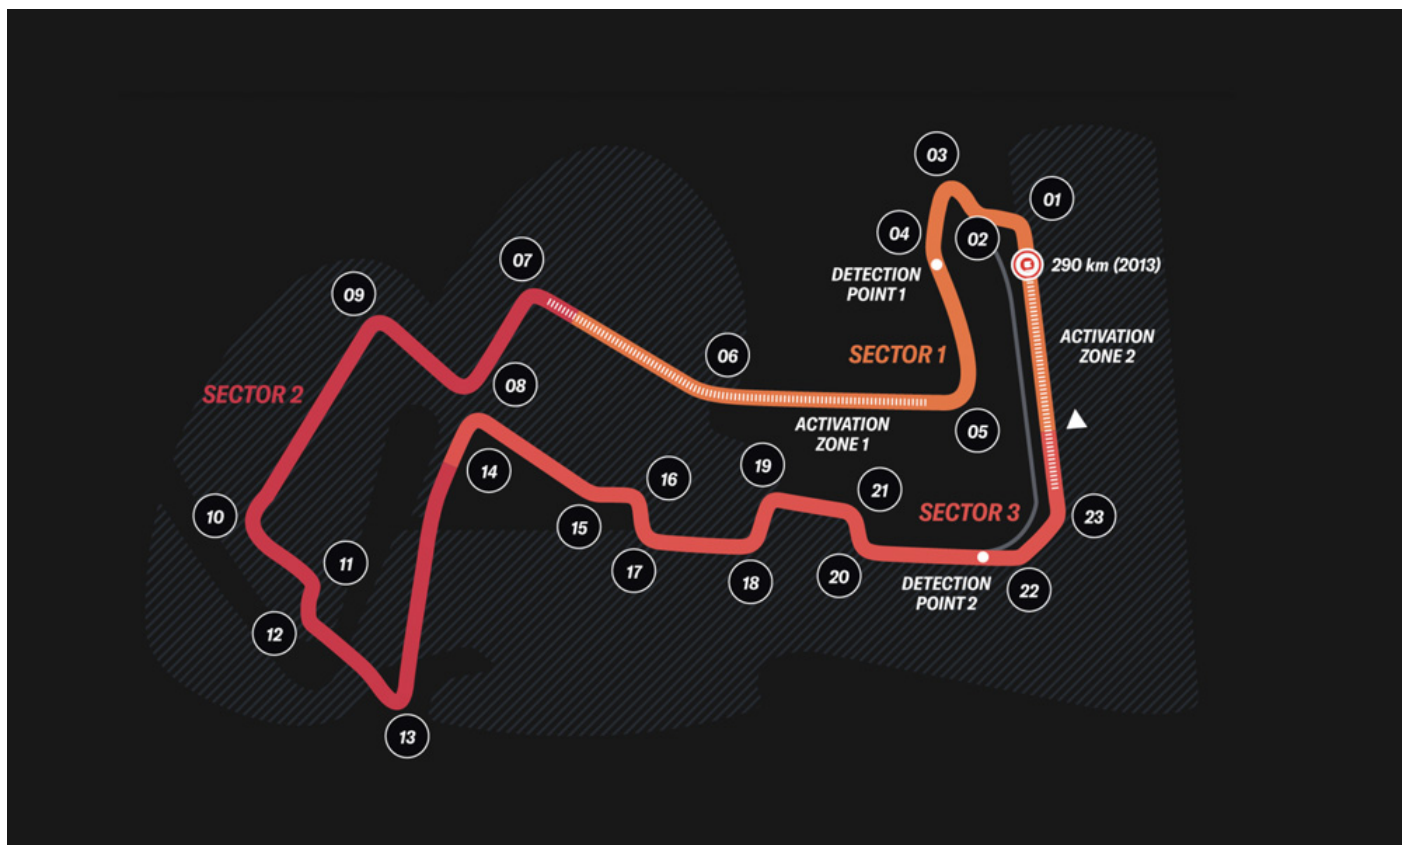 03
01
04
02
DETECTION
POINT 1
290 km (2013)
07
09
06
SECTOR 1
ACTIVATION
ZONE 2
SECTOR 2
08
ACTIVATION
ZONE 1
05
14
19
16
21
10
15
SECTOR 3
23
11
17
18
20
DETECTION
POINT 2
22
12
13